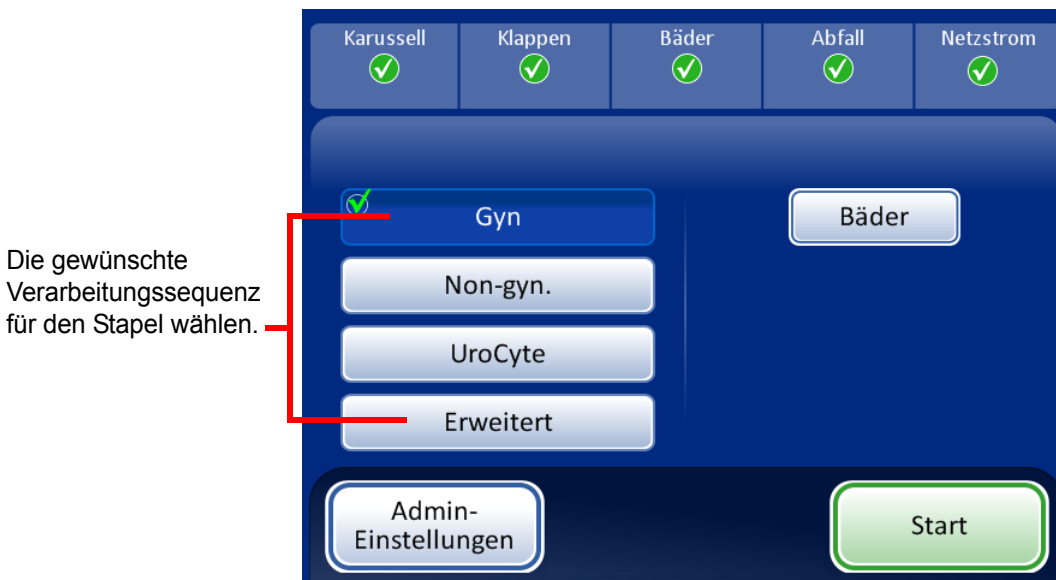 Karussell Klappen Bäder Abfall Netzstrom
Gyn Bäder
Die gewünschte
Verarbeitungssequenz
für den Stapel wählen.
Non-gyn.
UroCyte
Erweitert
Admin-
Einstellungen
Start